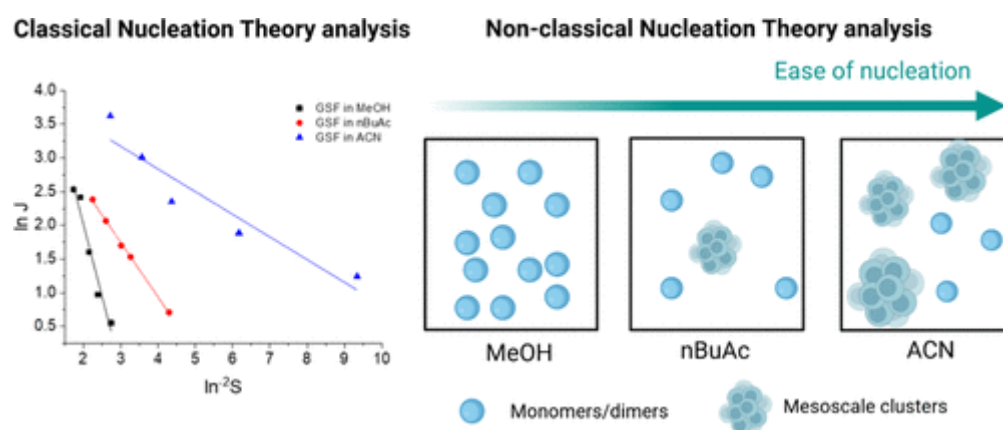 Classical Nucleation Theory analysis
Non-classical Nucleation Theory analysis
Ease of nucleation
4.0
3.5
3.0
2.5
2.0
1.5
1.0
0.5
ln J
GSF in MeOH
GSF in nBuAc
GSF in ACN
2 3 4 5 6 7 8 9 10
ln⁻²S
MeOH
nBuAc
ACN
Monomers/dimers
Mesoscale clusters